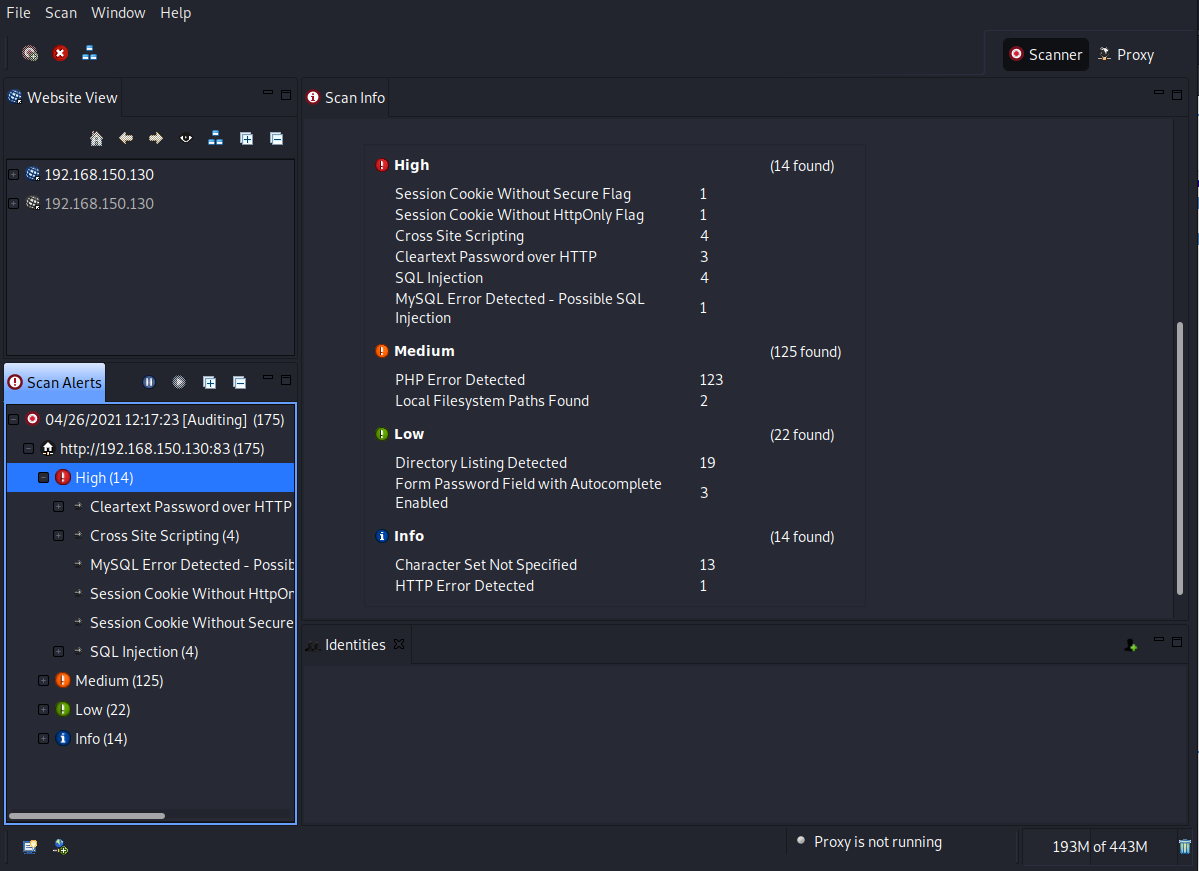 File Scan Window Help
Scanner Proxy
Website View
192.168.150.130
192.168.150.130
Scan Alerts
04/26/2021 12:17:23 [Auditing] (175)
http://192.168.150.130:83 (175)
High (14)
Cleartext Password over HTTP
Cross Site Scripting (4)
MySQL Error Detected - Possib
Session Cookie Without HttpOn
Session Cookie Without Secure
SQL Injection (4)
Medium (125)
Low (22)
Info (14)
Scan Info
High (14 found)
Session Cookie Without Secure Flag 1
Session Cookie Without HttpOnly Flag 1
Cross Site Scripting 4
Cleartext Password over HTTP 3
SQL Injection 4
MySQL Error Detected - Possible SQL
Injection 1
Medium (125 found)
PHP Error Detected 123
Local Filesystem Paths Found 2
Low (22 found)
Directory Listing Detected 19
Form Password Field with Autocomplete
Enabled 3
Info (14 found)
Character Set Not Specified 13
HTTP Error Detected 1
Identities
Proxy is not running
193M of 443M